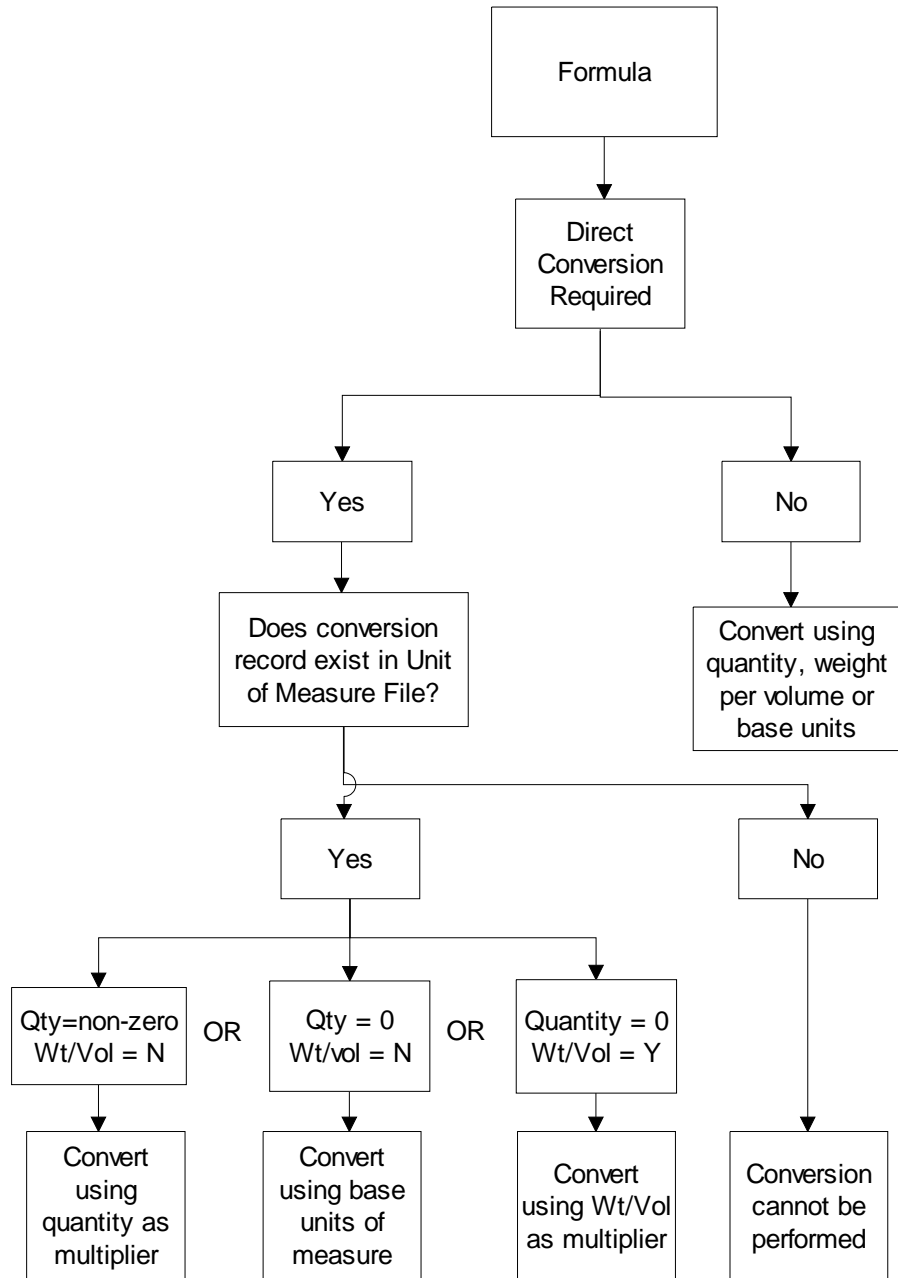 Formula
Direct
Conversion
Required
Yes
No
Does conversion
record exist in Unit
of Measure File?
Convert using
quantity, weight
per volume or
base units
Yes
No
Qty=non-zero
Wt/Vol = N
OR
Qty = 0
Wt/vol = N
OR
Quantity = 0
Wt/Vol = Y
Convert
using
quantity as
multiplier
Convert
using base
units of
measure
Convert
using Wt/Vol
as multiplier
Conversion
cannot be
performed